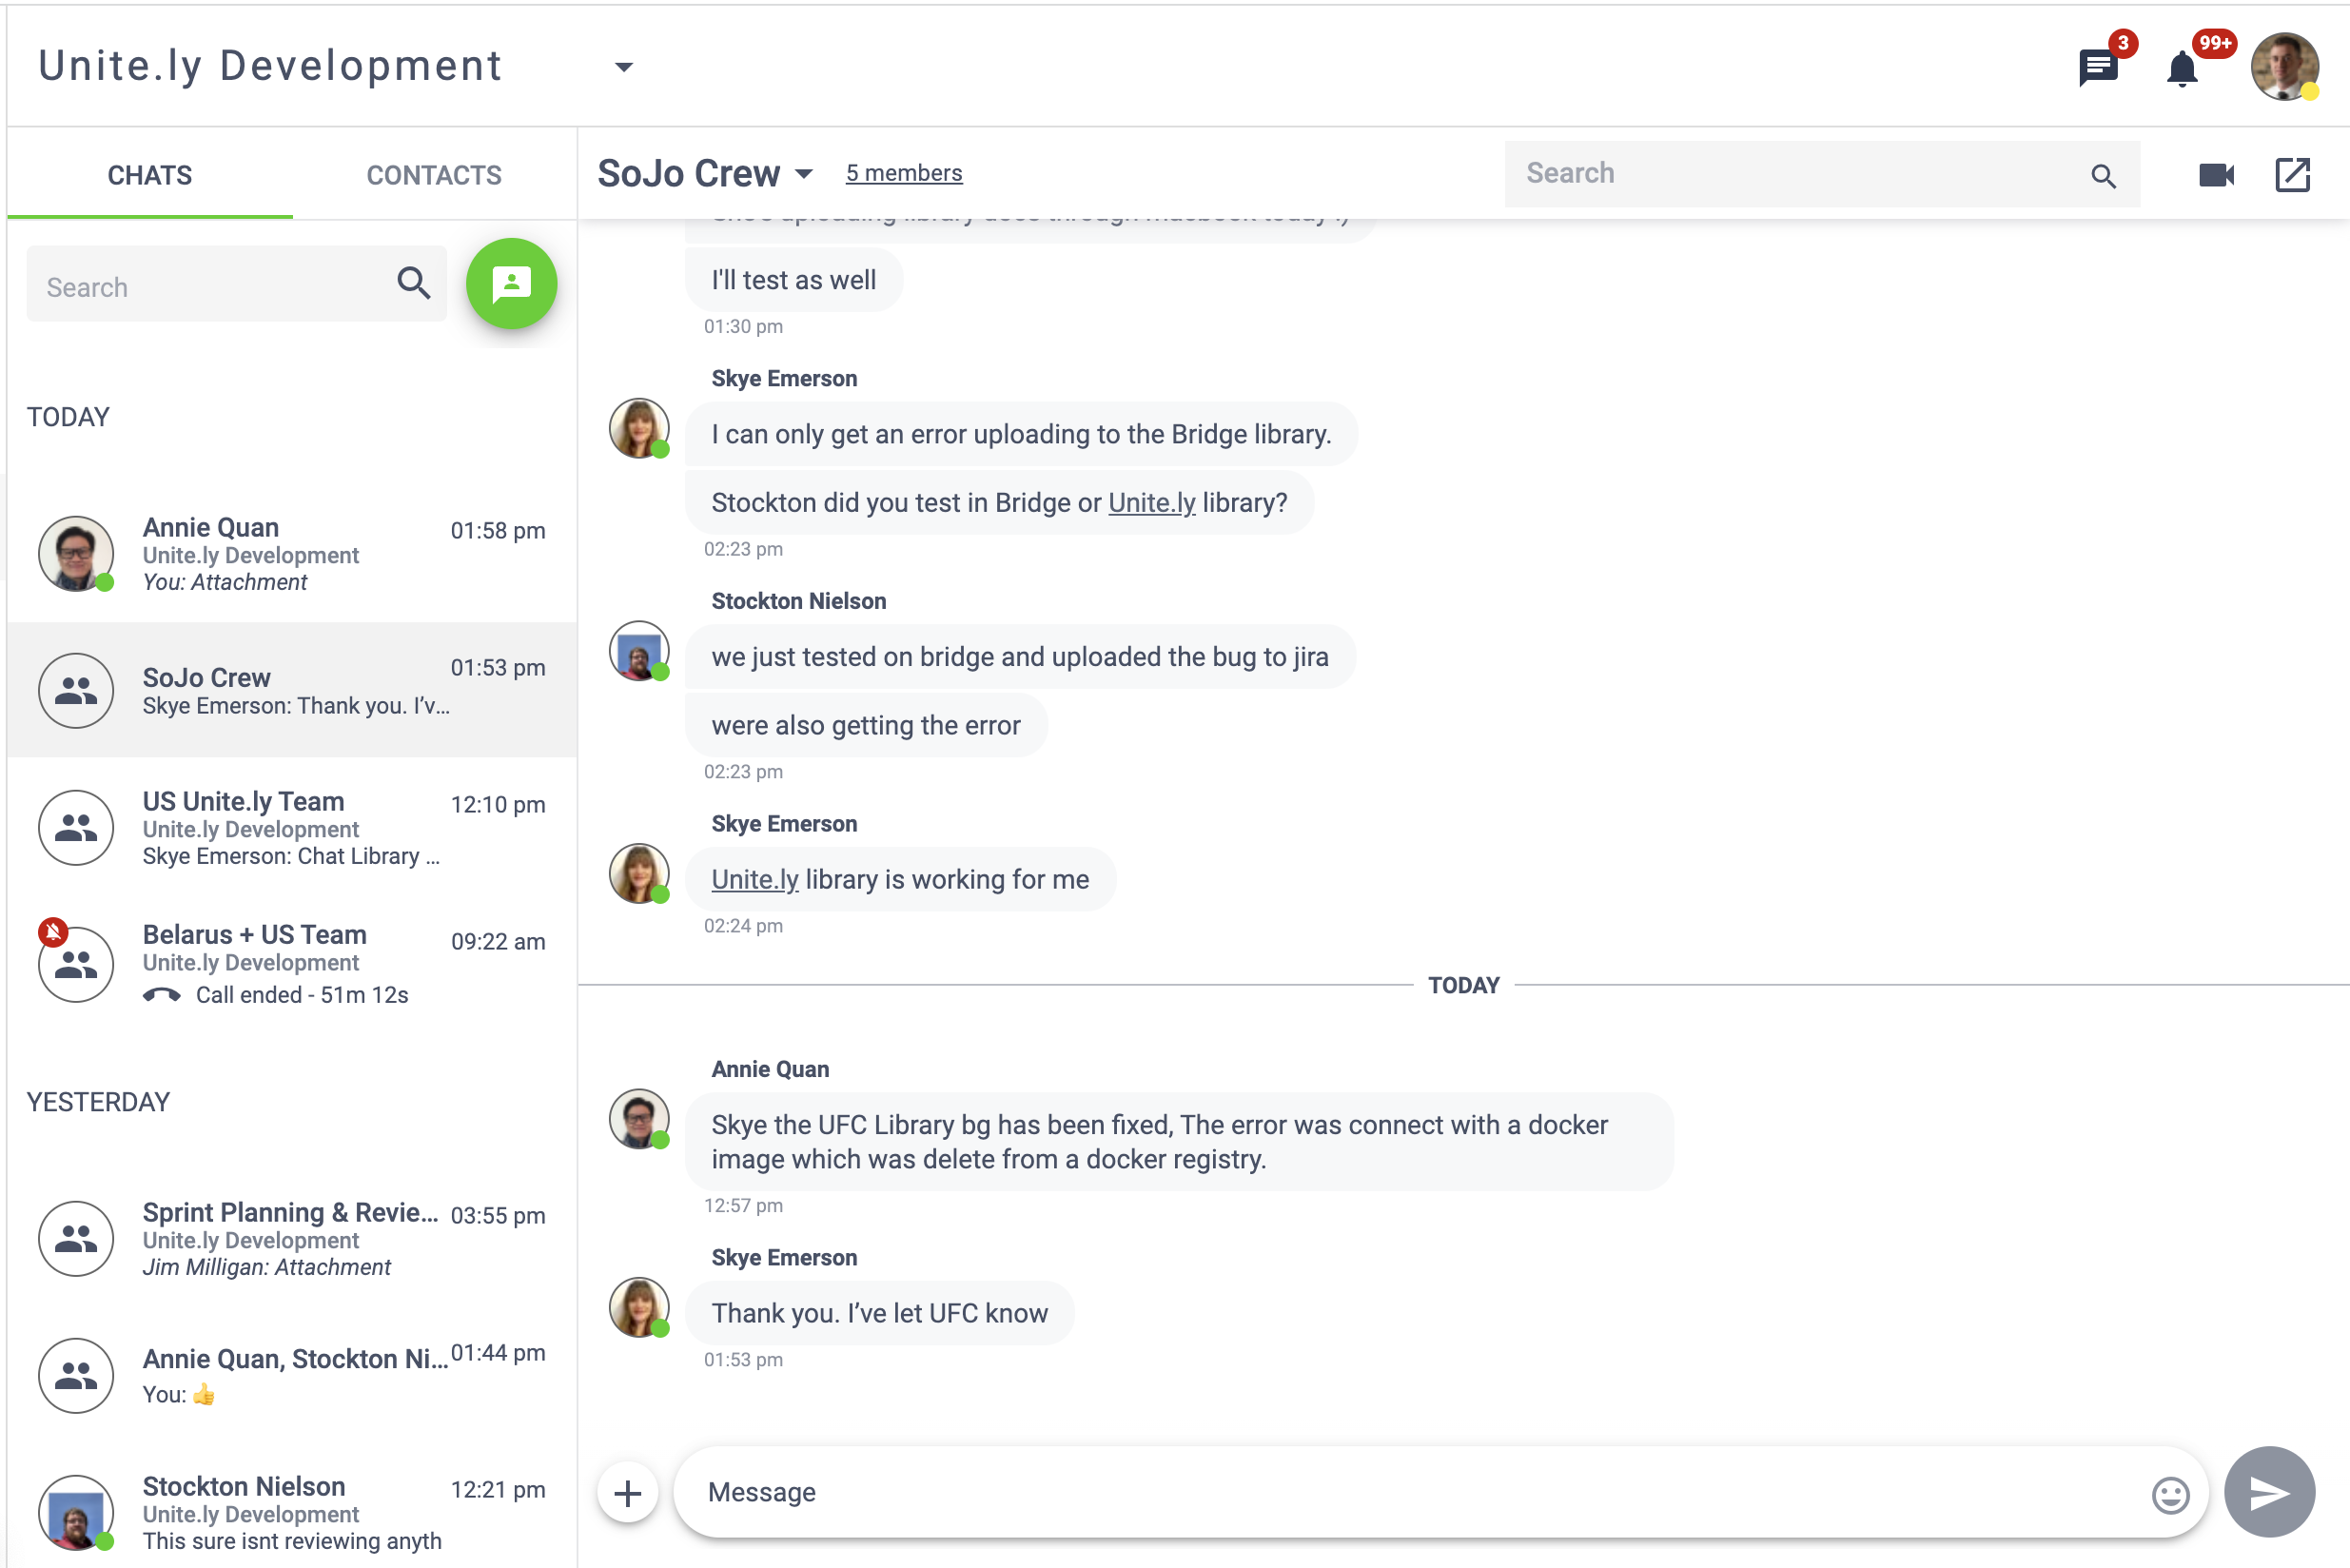 Unite.ly Development
3
99+
CHATS
CONTACTS
Search
TODAY
Annie Quan
01:58 pm
Unite.ly Development
You: Attachment
SoJo Crew
01:53 pm
Skye Emerson: Thank you. I’v...
US Unite.ly Team
12:10 pm
Unite.ly Development
Skye Emerson: Chat Library ...
Belarus + US Team
09:22 am
Unite.ly Development
Call ended - 51m 12s
YESTERDAY
Sprint Planning & Revie...
03:55 pm
Unite.ly Development
Jim Milligan: Attachment
Annie Quan, Stockton Ni...
01:44 pm
You: 👍
Stockton Nielson
12:21 pm
Unite.ly Development
This sure isnt reviewing anyth
SoJo Crew
5 members
Search
She's uploading library docs through macbook today :)
I'll test as well
01:30 pm
Skye Emerson
I can only get an error uploading to the Bridge library.
Stockton did you test in Bridge or Unite.ly library?
02:23 pm
Stockton Nielson
we just tested on bridge and uploaded the bug to jira
were also getting the error
02:23 pm
Skye Emerson
Unite.ly library is working for me
02:24 pm
TODAY
Annie Quan
Skye the UFC Library bg has been fixed, The error was connect with a docker
image which was delete from a docker registry.
12:57 pm
Skye Emerson
Thank you. I’ve let UFC know
01:53 pm
Message